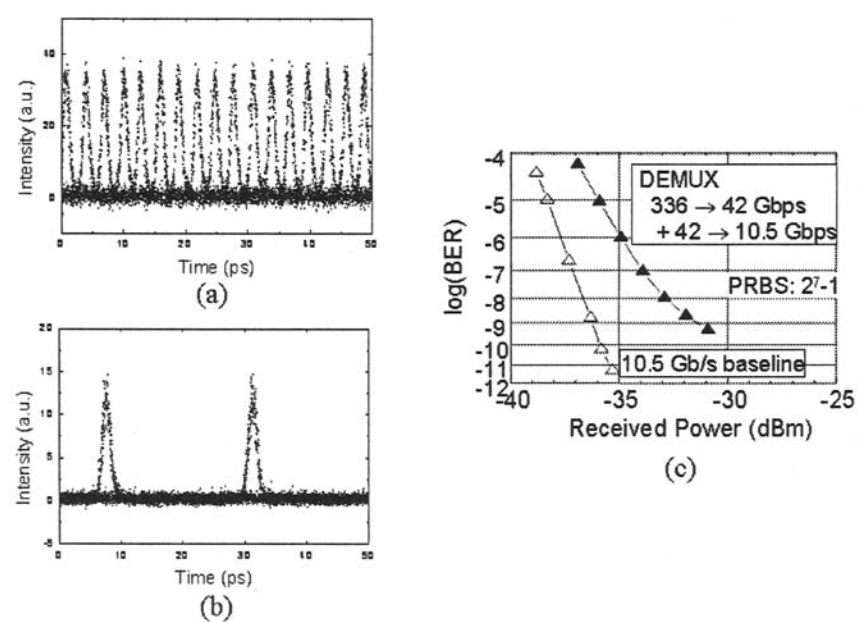 40
20
0
Intensity (a.u.)
0 10 20 30 40 50
Time (ps)
(a)
20
15
10
5
0
-5
Intensity (a.u.)
0 10 20 30 40 50
Time (ps)
(b)
-4
-5
-6
-7
-8
-9
-10
-11
-12
log(BER)
DEMUX
336 → 42 Gbps
+ 42 → 10.5 Gbps
PRBS: 2⁷-1
10.5 Gb/s baseline
-40 -35 -30 -25
Received Power (dBm)
(c)